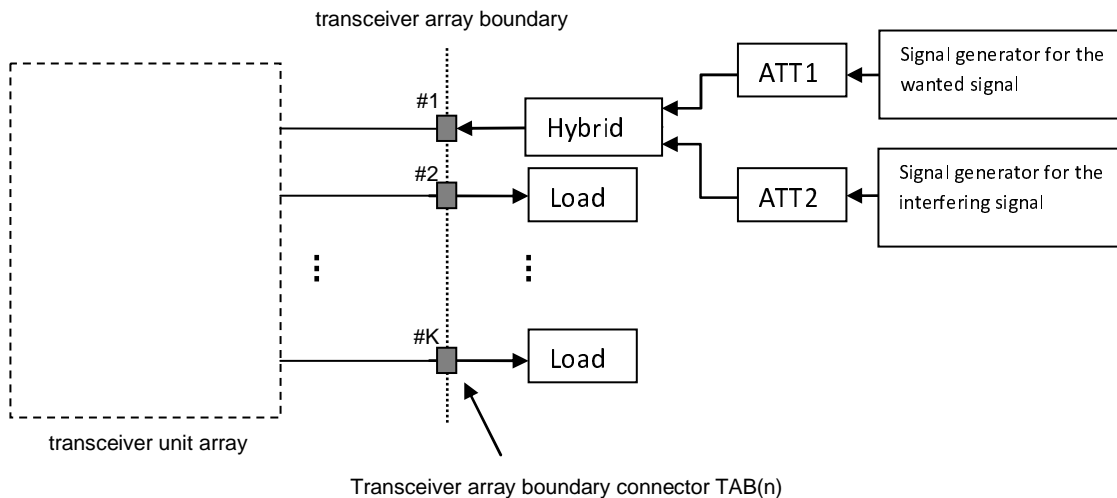 transceiver array boundary
Signal generator for the
wanted signal
ATT1
#1
Hybrid
#2
Load
ATT2
Signal generator for the
interfering signal
#K
Load
transceiver unit array
Transceiver array boundary connector TAB(n)